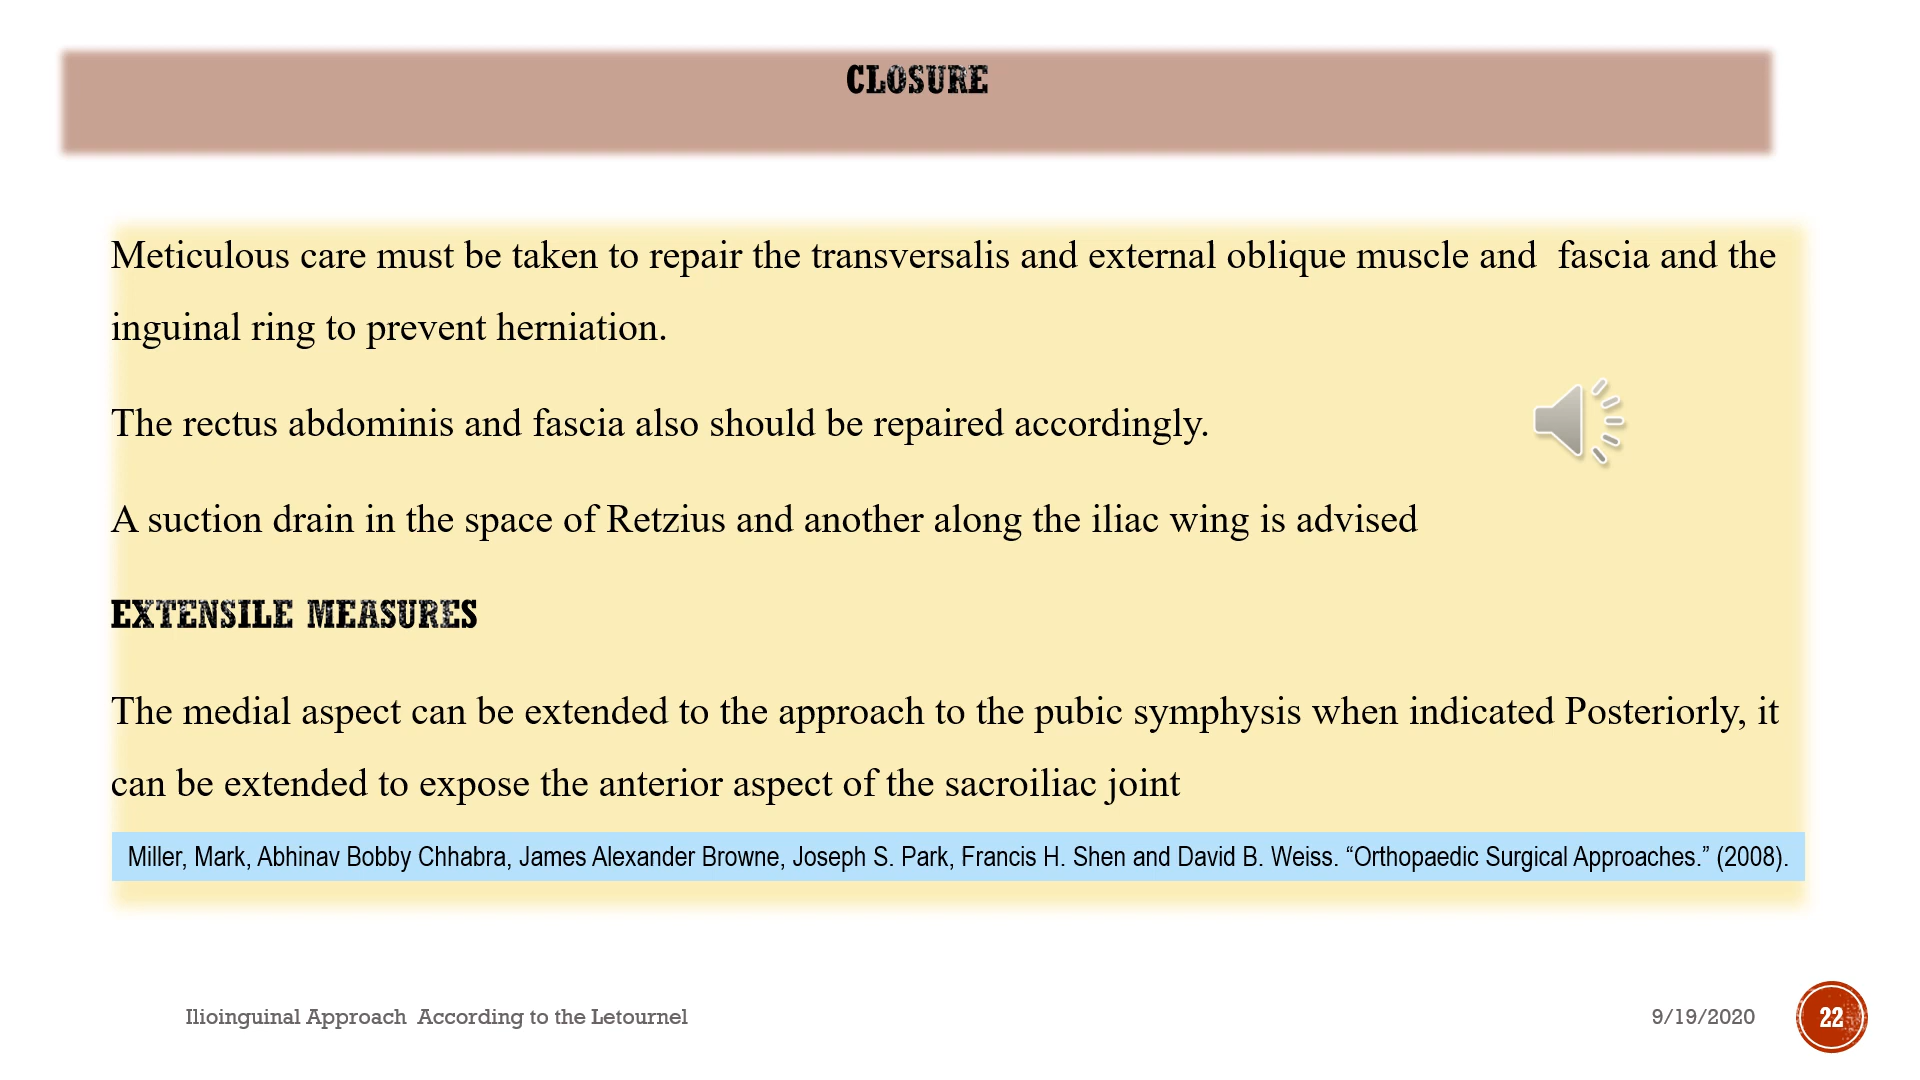 CLOSURE
Meticulous care must be taken to repair the transversalis and external oblique muscle and  fascia and the
inguinal ring to prevent herniation.
The rectus abdominis and fascia also should be repaired accordingly.
A suction drain in the space of Retzius and another along the iliac wing is advised
EXTENSILE MEASURES
The medial aspect can be extended to the approach to the pubic symphysis when indicated Posteriorly, it
can be extended to expose the anterior aspect of the sacroiliac joint
Miller, Mark, Abhinav Bobby Chhabra, James Alexander Browne, Joseph S. Park, Francis H. Shen and David B. Weiss. “Orthopaedic Surgical Approaches.” (2008).
Ilioinguinal Approach  According to the Letournel
9/19/2020
22